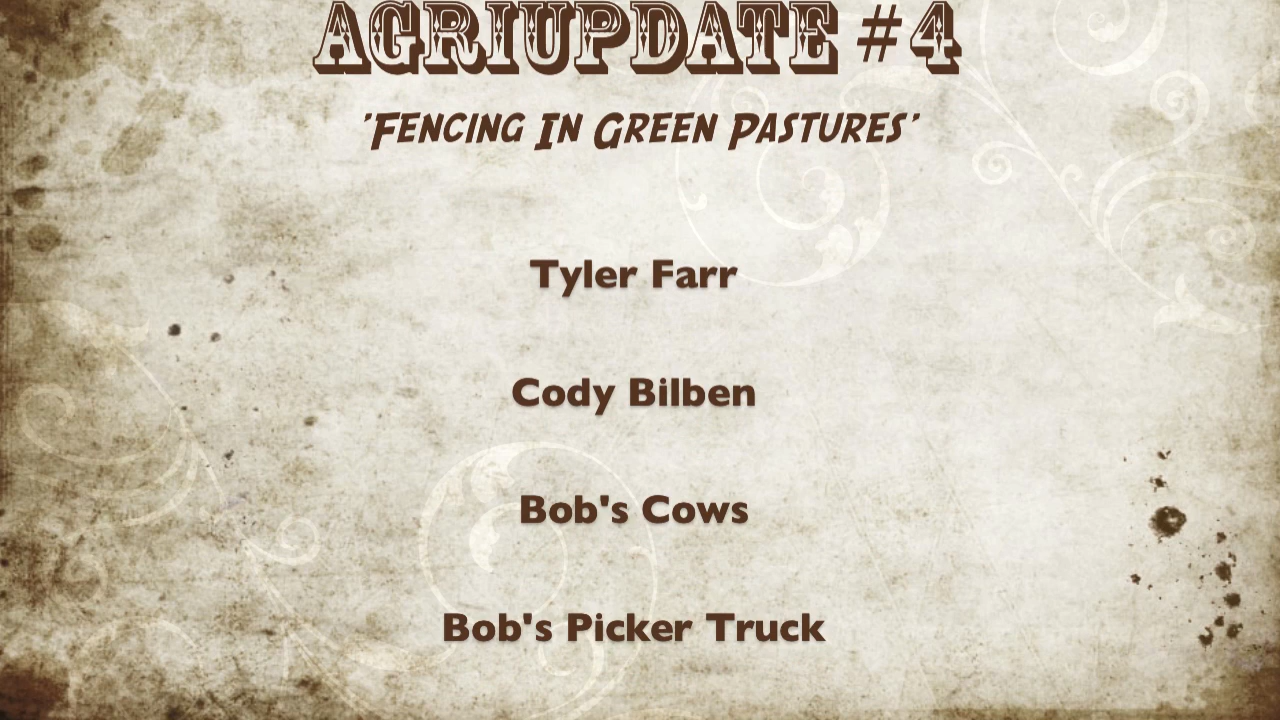 AGRIUPDATE #4
'FENCING IN GREEN PASTURES'
Tyler Farr
Cody Bilben
Bob's Cows
Bob's Picker Truck